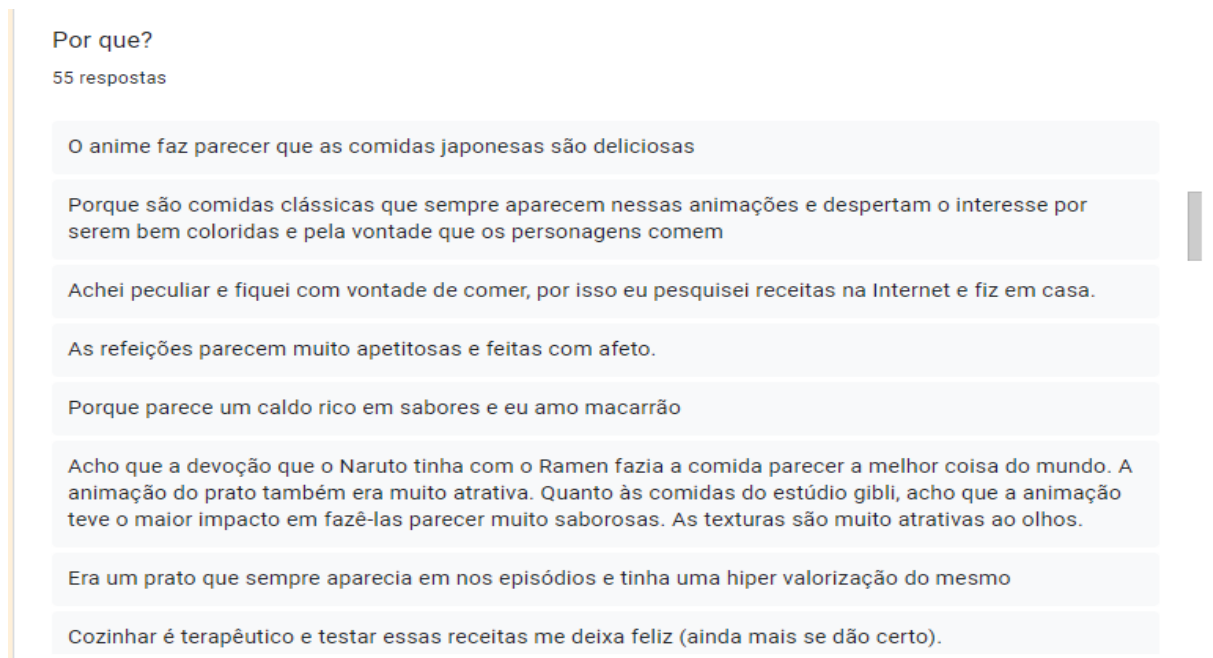 Por que?
55 respostas
O anime faz parecer que as comidas japonesas são deliciosas
Porque são comidas clássicas que sempre aparecem nessas animações e despertam o interesse por
serem bem coloridas e pela vontade que os personagens comem
Achei peculiar e fiquei com vontade de comer, por isso eu pesquisei receitas na Internet e fiz em casa.
As refeições parecem muito apetitosas e feitas com afeto.
Porque parece um caldo rico em sabores e eu amo macarrão
Acho que a devoção que o Naruto tinha com o Ramen fazia a comida parecer a melhor coisa do mundo. A
animação do prato também era muito atrativa. Quanto às comidas do estúdio gibli, acho que a animação
teve o maior impacto em fazê-las parecer muito saborosas. As texturas são muito atrativas ao olhos.
Era um prato que sempre aparecia em nos episódios e tinha uma hiper valorização do mesmo
Cozinhar é terapêutico e testar essas receitas me deixa feliz (ainda mais se dão certo).